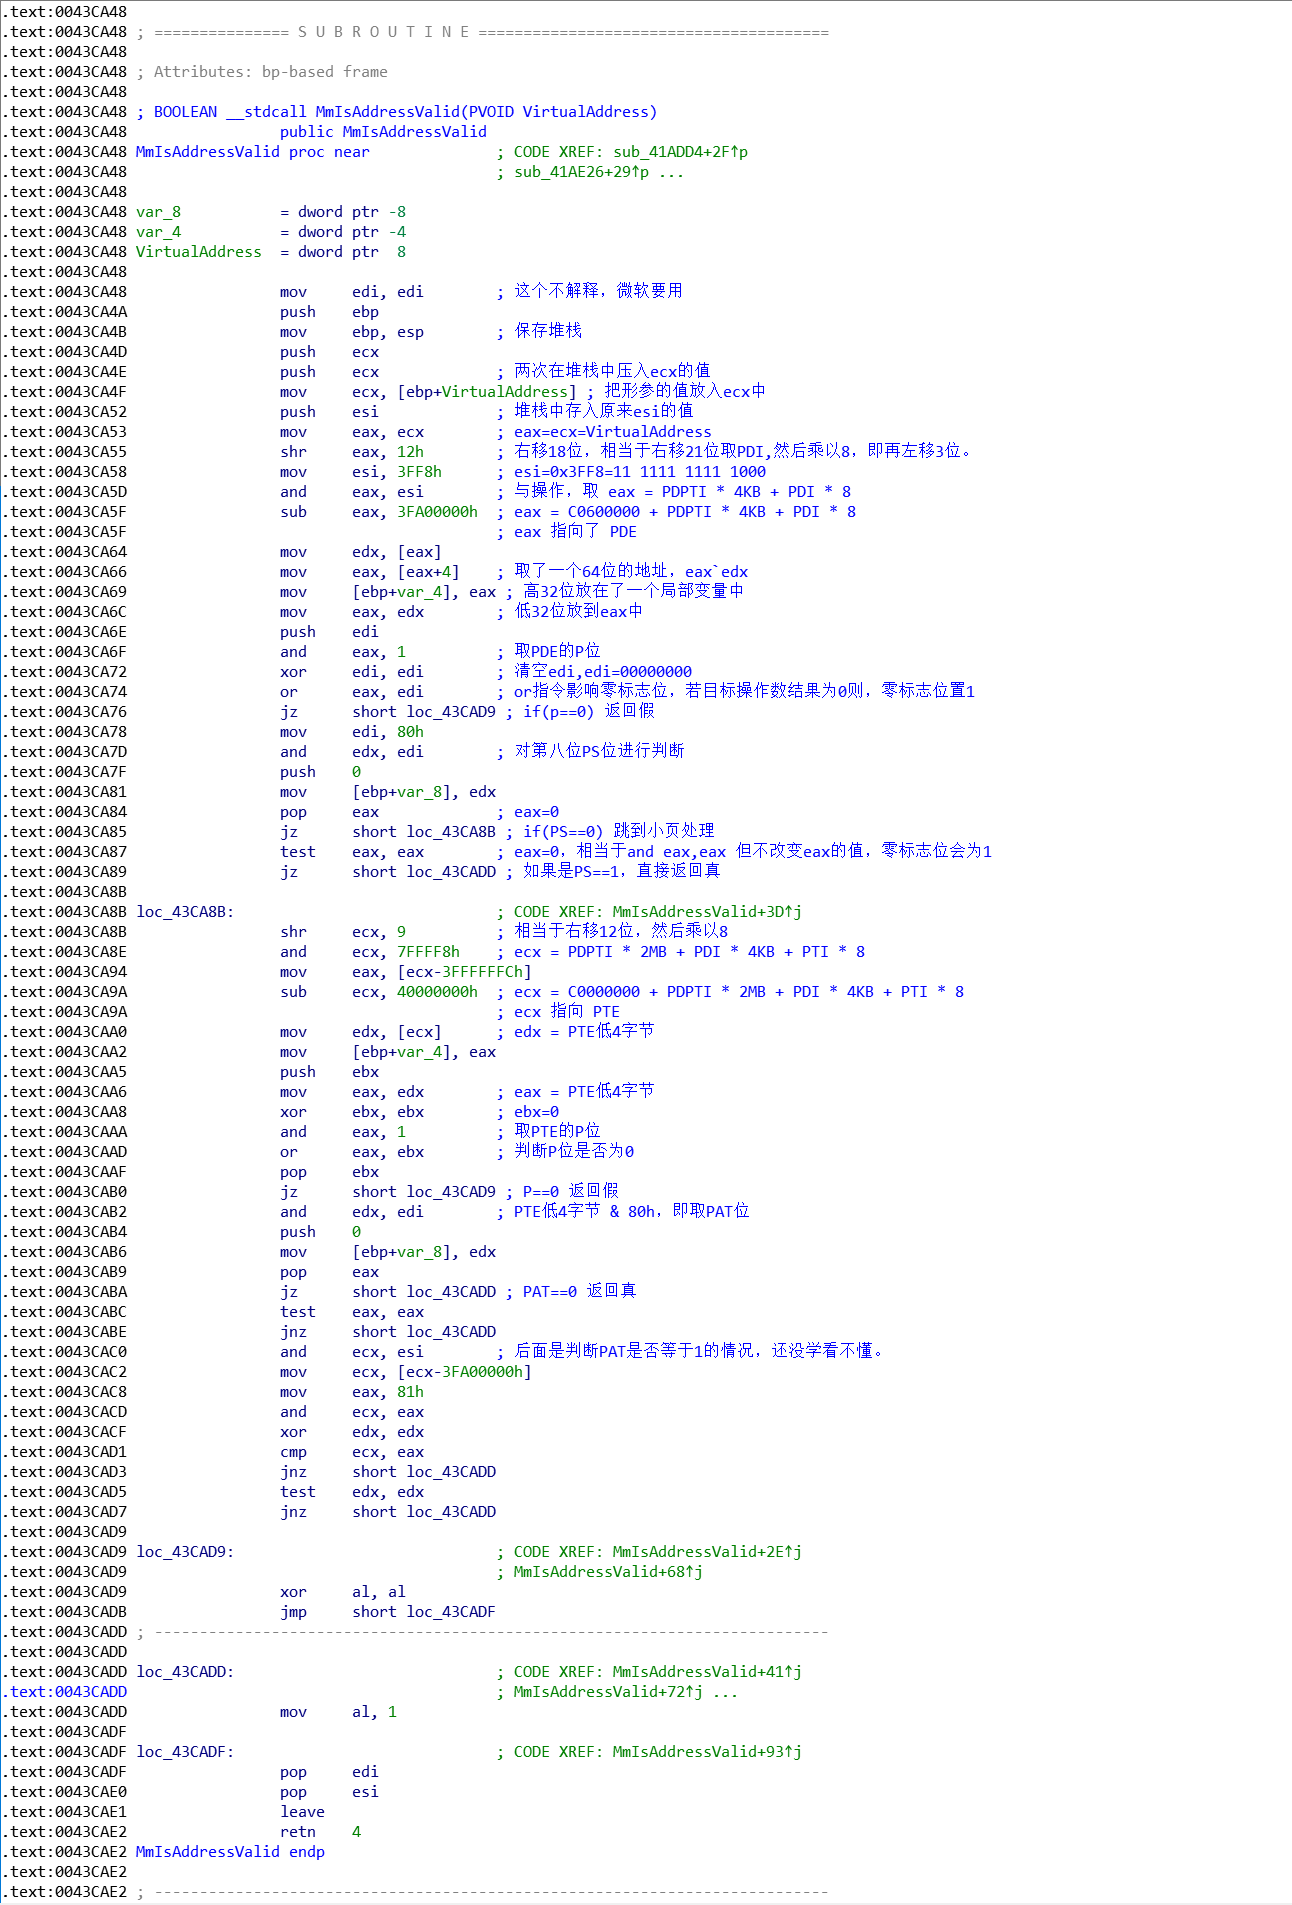 .text:0043CA48
.text:0043CA48 ; =============== S U B R O U T I N E =======================================
.text:0043CA48
.text:0043CA48 ; Attributes: bp-based frame
.text:0043CA48
.text:0043CA48 ; BOOLEAN __stdcall MmIsAddressValid(PVOID VirtualAddress)
.text:0043CA48                 public MmIsAddressValid
.text:0043CA48 MmIsAddressValid proc near              ; CODE XREF: sub_41ADD4+2F↑p
.text:0043CA48                                         ; sub_41AE26+29↑p ...
.text:0043CA48
.text:0043CA48 var_8           = dword ptr -8
.text:0043CA48 var_4           = dword ptr -4
.text:0043CA48 VirtualAddress  = dword ptr  8
.text:0043CA48
.text:0043CA48                 mov     edi, edi        ; 这个不解释，微软要用
.text:0043CA4A                 push    ebp
.text:0043CA4B                 mov     ebp, esp        ; 保存堆栈
.text:0043CA4D                 push    ecx
.text:0043CA4E                 push    ecx             ; 两次在堆栈中压入ecx的值
.text:0043CA4F                 mov     ecx, [ebp+VirtualAddress] ; 把形参的值放入ecx中
.text:0043CA52                 push    esi             ; 堆栈中存入原来esi的值
.text:0043CA53                 mov     eax, ecx        ; eax=ecx=VirtualAddress
.text:0043CA55                 shr     eax, 12h        ; 右移18位，相当于右移21位取PDI,然后乘以8，即再左移3位。
.text:0043CA58                 mov     esi, 3FF8h      ; esi=0x3FF8=11 1111 1111 1000
.text:0043CA5D                 and     eax, esi        ; 与操作，取 eax = PDPTI * 4KB + PDI * 8
.text:0043CA5F                 sub     eax, 3FA00000h  ; eax = C0600000 + PDPTI * 4KB + PDI * 8
.text:0043CA5F                                         ; eax 指向了 PDE
.text:0043CA64                 mov     edx, [eax]
.text:0043CA66                 mov     eax, [eax+4]    ; 取了一个64位的地址，eax`edx
.text:0043CA69                 mov     [ebp+var_4], eax ; 高32位放在了一个局部变量中
.text:0043CA6C                 mov     eax, edx        ; 低32位放到eax中
.text:0043CA6E                 push    edi
.text:0043CA6F                 and     eax, 1          ; 取PDE的P位
.text:0043CA72                 xor     edi, edi        ; 清空edi,edi=00000000
.text:0043CA74                 or      eax, edi        ; or指令影响零标志位，若目标操作数结果为0则，零标志位置1
.text:0043CA76                 jz      short loc_43CAD9 ; if(p==0) 返回假
.text:0043CA78                 mov     edi, 80h
.text:0043CA7D                 and     edx, edi        ; 对第八位PS位进行判断
.text:0043CA7F                 push    0
.text:0043CA81                 mov     [ebp+var_8], edx
.text:0043CA84                 pop     eax             ; eax=0
.text:0043CA85                 jz      short loc_43CA8B ; if(PS==0) 跳到小页处理
.text:0043CA87                 test    eax, eax        ; eax=0，相当于and eax,eax 但不改变eax的值，零标志位会为1
.text:0043CA89                 jz      short loc_43CADD ; 如果是PS==1，直接返回真
.text:0043CA8B
.text:0043CA8B loc_43CA8B:                             ; CODE XREF: MmIsAddressValid+3D↑j
.text:0043CA8B                 shr     ecx, 9          ; 相当于右移12位，然后乘以8
.text:0043CA8E                 and     ecx, 7FFFF8h    ; ecx = PDPTI * 2MB + PDI * 4KB + PTI * 8
.text:0043CA94                 mov     eax, [ecx-3FFFFFFCh]
.text:0043CA9A                 sub     ecx, 40000000h  ; ecx = C0000000 + PDPTI * 2MB + PDI * 4KB + PTI * 8
.text:0043CA9A                                         ; ecx 指向 PTE
.text:0043CAA0                 mov     edx, [ecx]      ; edx = PTE低4字节
.text:0043CAA2                 mov     [ebp+var_4], eax
.text:0043CAA5                 push    ebx
.text:0043CAA6                 mov     eax, edx        ; eax = PTE低4字节
.text:0043CAA8                 xor     ebx, ebx        ; ebx=0
.text:0043CAAA                 and     eax, 1          ; 取PTE的P位
.text:0043CAAD                 or      eax, ebx        ; 判断P位是否为0
.text:0043CAAF                 pop     ebx
.text:0043CAB0                 jz      short loc_43CAD9 ; P==0 返回假
.text:0043CAB2                 and     edx, edi        ; PTE低4字节 & 80h，即取PAT位
.text:0043CAB4                 push    0
.text:0043CAB6                 mov     [ebp+var_8], edx
.text:0043CAB9                 pop     eax
.text:0043CABA                 jz      short loc_43CADD ; PAT==0 返回真
.text:0043CABC                 test    eax, eax
.text:0043CABE                 jnz     short loc_43CADD
.text:0043CAC0                 and     ecx, esi        ; 后面是判断PAT是否等于1的情况，还没学看不懂。
.text:0043CAC2                 mov     ecx, [ecx-3FA00000h]
.text:0043CAC8                 mov     eax, 81h
.text:0043CACD                 and     ecx, eax
.text:0043CACF                 xor     edx, edx
.text:0043CAD1                 cmp     ecx, eax
.text:0043CAD3                 jnz     short loc_43CADD
.text:0043CAD5                 test    edx, edx
.text:0043CAD7                 jnz     short loc_43CADD
.text:0043CAD9
.text:0043CAD9 loc_43CAD9:                             ; CODE XREF: MmIsAddressValid+2E↑j
.text:0043CAD9                                         ; MmIsAddressValid+68↑j
.text:0043CAD9                 xor     al, al
.text:0043CADB                 jmp     short loc_43CADF
.text:0043CADD ; ---------------------------------------------------------------------------
.text:0043CADD
.text:0043CADD loc_43CADD:                             ; CODE XREF: MmIsAddressValid+41↑j
.text:0043CADD                                         ; MmIsAddressValid+72↑j ...
.text:0043CADD                 mov     al, 1
.text:0043CADF
.text:0043CADF loc_43CADF:                             ; CODE XREF: MmIsAddressValid+93↑j
.text:0043CADF                 pop     edi
.text:0043CAE0                 pop     esi
.text:0043CAE1                 leave
.text:0043CAE2                 retn    4
.text:0043CAE2 MmIsAddressValid endp
.text:0043CAE2
.text:0043CAE2 ; ---------------------------------------------------------------------------